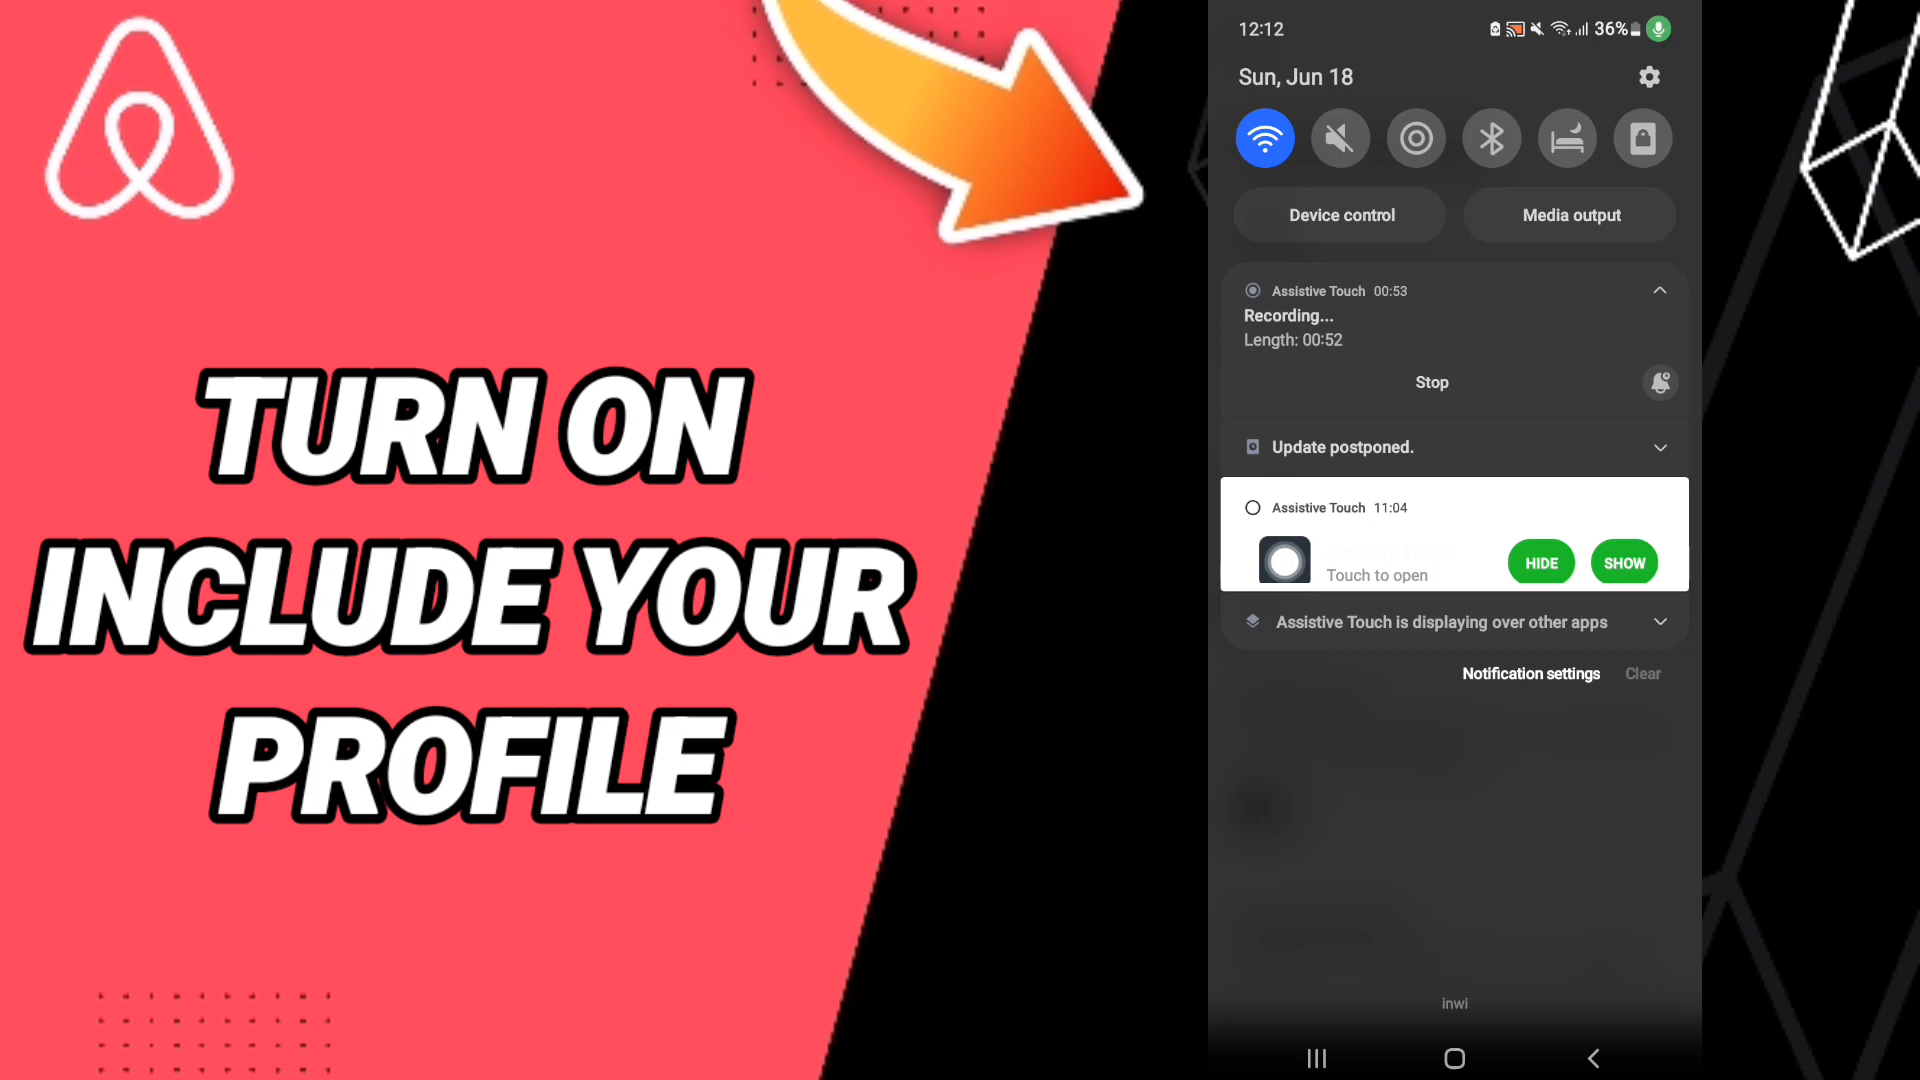 TURN ON
INCLUDE YOUR
PROFILE
12:12
36%
Sun, Jun 18
Device control
Media output
Assistive Touch 00:53
Recording...
Length: 00:52
Stop
Update postponed.
Assistive Touch 11:04
Touch to open
HIDE
SHOW
Assistive Touch is displaying over other apps
Notification settings
Clear
inwi